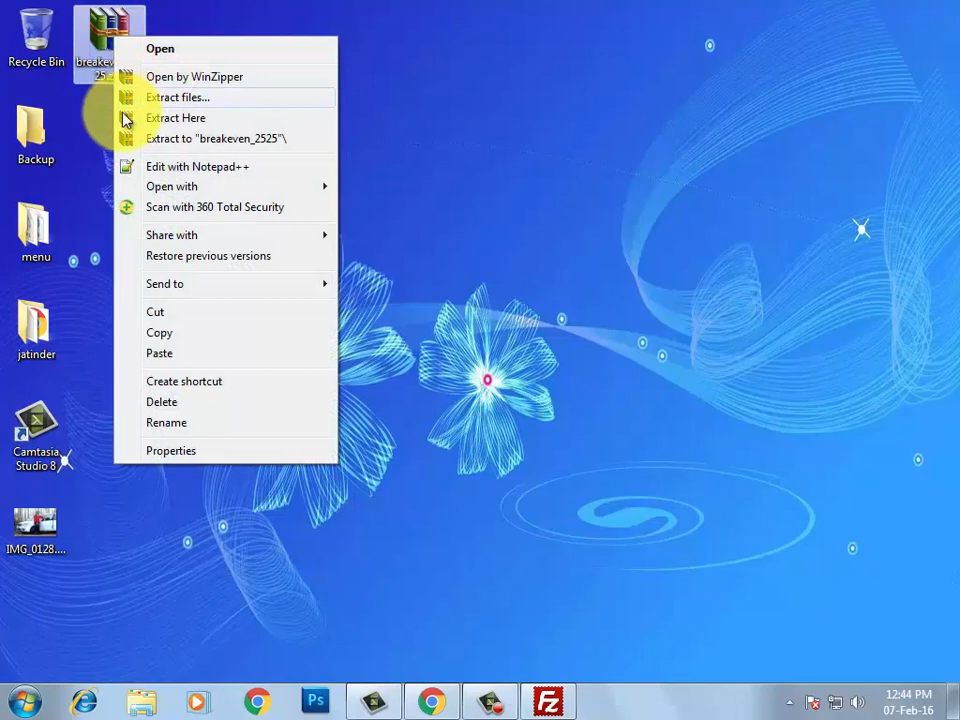 Recycle Bin
Backup
menu
jatinder
Camtasia
Studio 8
IMG_0128....
Open
Open by WinZipper
Extract files...
Extract Here
Extract to "breakeven_2525"\
Edit with Notepad++
Open with
Scan with 360 Total Security
Share with
Restore previous versions
Send to
Cut
Copy
Paste
Create shortcut
Delete
Rename
Properties
Ps
Fz
12:44 PM
07-Feb-16